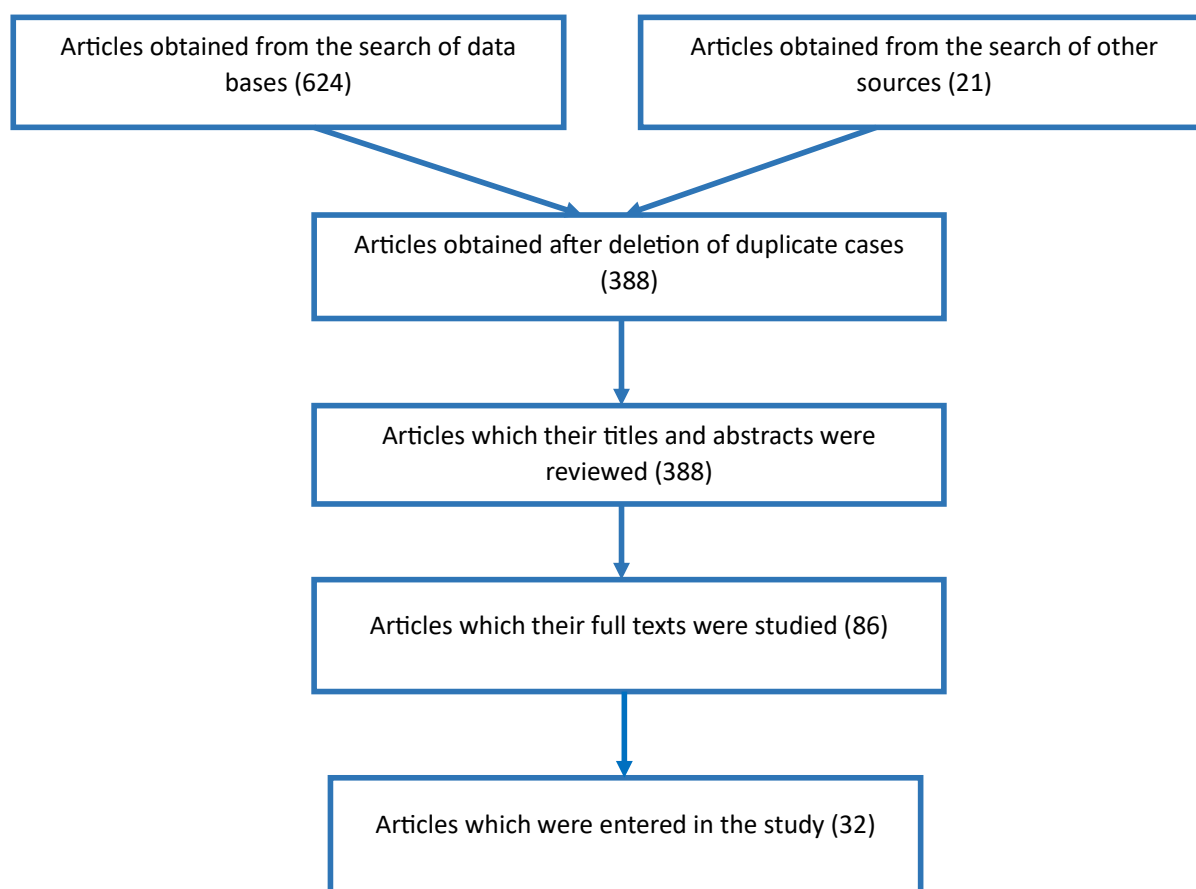 Articles obtained from the search of data
bases (624)
Articles obtained from the search of other
sources (21)
Articles obtained after deletion of duplicate cases
(388)
Articles which their titles and abstracts were
reviewed (388)
Articles which their full texts were studied (86)
Articles which were entered in the study (32)